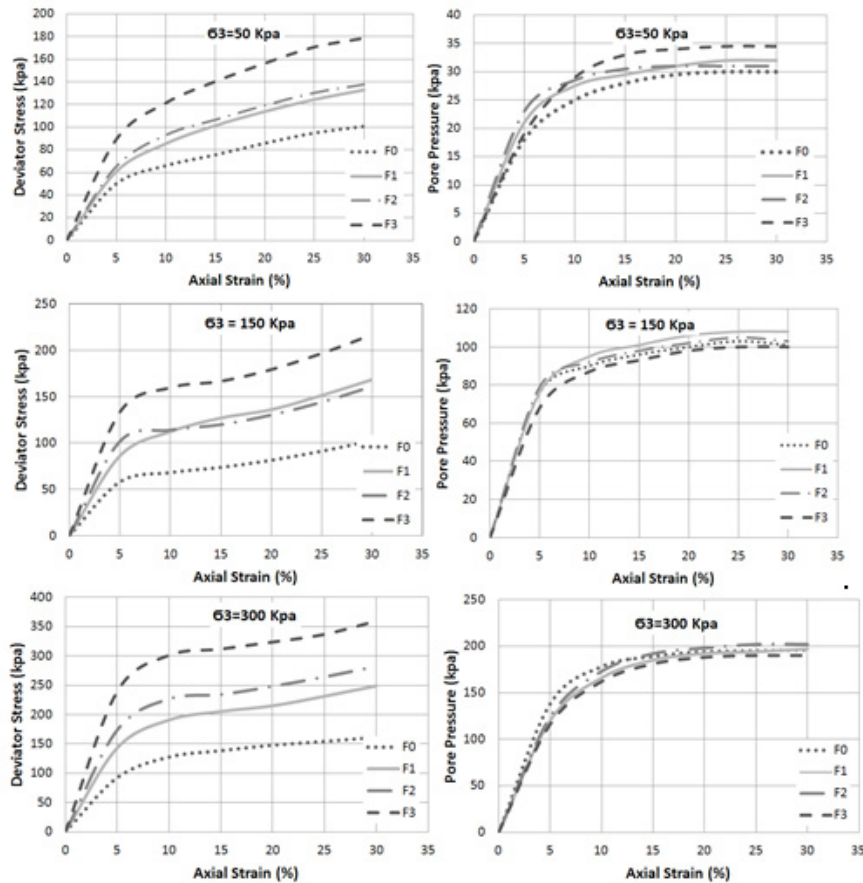 Ϭ3=50 Kpa
200
180
160
140
120
100
80
60
40
20
0
Deviator Stress (kpa)
F0
F1
F2
F3
0 5 10 15 20 25 30 35
Axial Strain (%)
Ϭ3=50 Kpa
40
35
30
25
20
15
10
5
0
Pore Pressure (kpa)
F0
F1
F2
F3
0 5 10 15 20 25 30 35
Axial Strain (%)
Ϭ3 = 150 Kpa
250
200
150
100
50
0
Deviator Stress (kpa)
F0
F1
F2
F3
0 5 10 15 20 25 30 35
Axial Strain (%)
Ϭ3 = 150 Kpa
120
100
80
60
40
20
0
Pore Pressure (kpa)
F0
F1
F2
F3
0 5 10 15 20 25 30 35
Axial Strain (%)
Ϭ3=300 Kpa
400
350
300
250
200
150
100
50
0
Deviator Stress (kpa)
F0
F1
F2
F3
0 5 10 15 20 25 30 35
Axial Strain (%)
Ϭ3=300 Kpa
250
200
150
100
50
0
Pore Pressure (kpa)
F0
F1
F2
F3
0 5 10 15 20 25 30 35
Axial Strain (%)